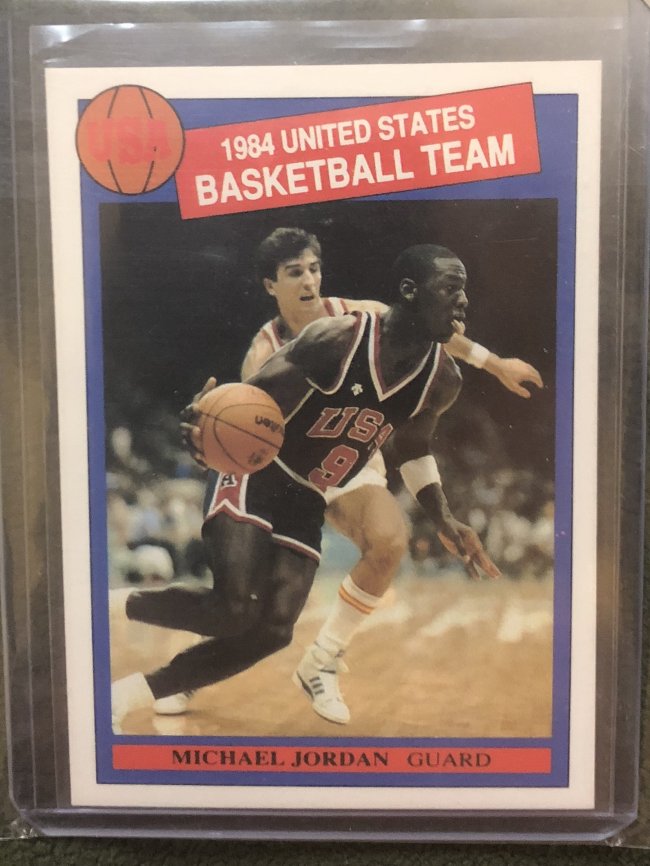 USA
1984 UNITED STATES
BASKETBALL TEAM
USA
9
MICHAEL JORDAN GUARD